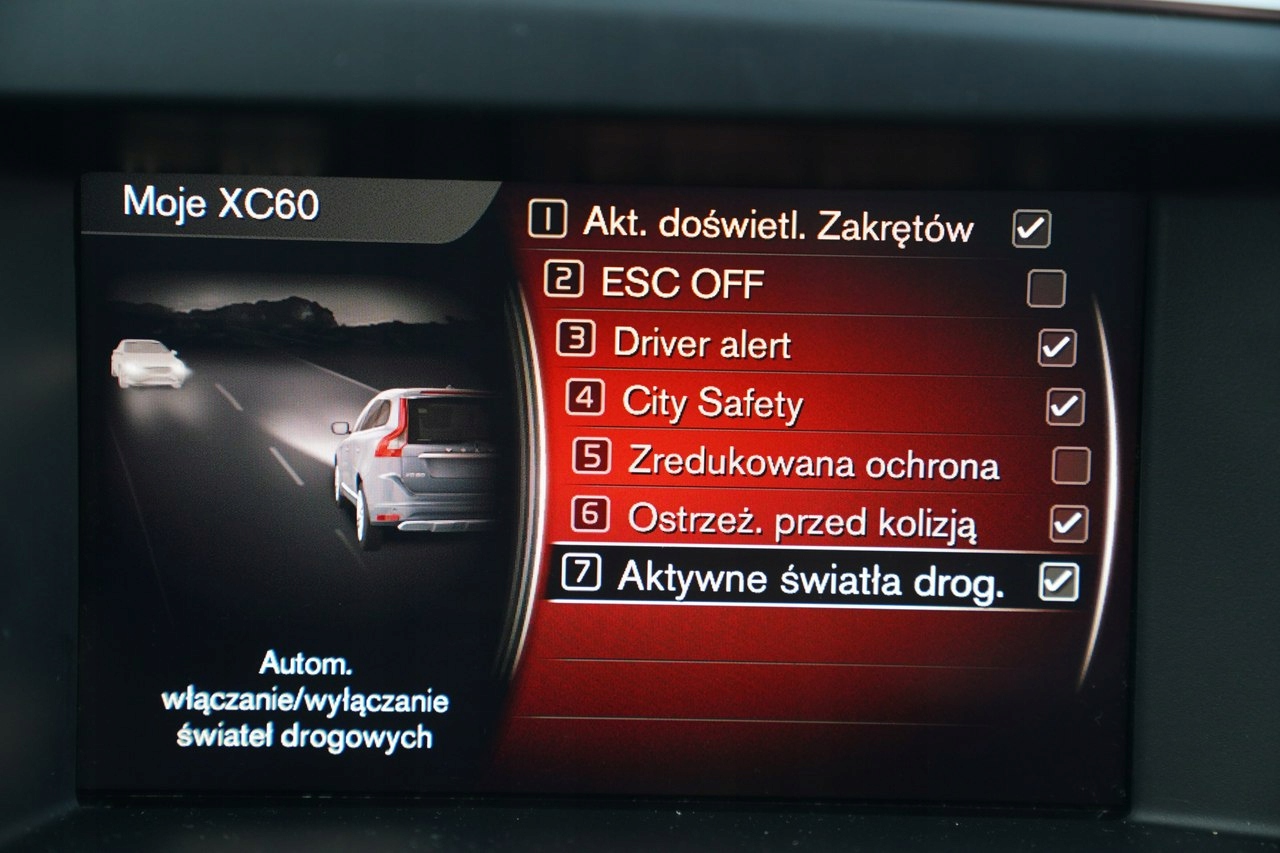 Moje XC60
1 Akt. doświetl. Zakrętów
2 ESC OFF
3 Driver alert
4 City Safety
5 Zredukowana ochrona
6 Ostrzeż. przed kolizją
7 Aktywne światła drog.
Autom.
włączanie/wyłączanie
świateł drogowych